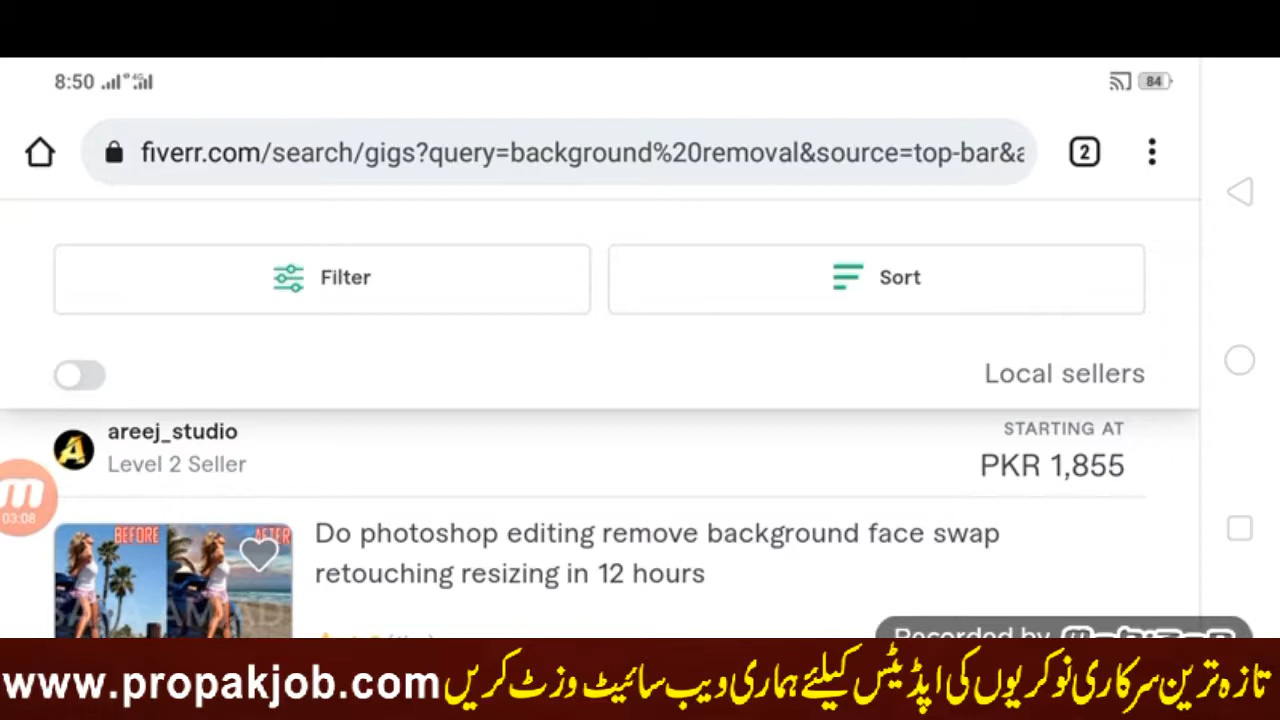 8:50
84
fiverr.com/search/gigs?query=background%20removal&source=top-bar&a
2
Filter
Sort
Local sellers
areej_studio
Level 2 Seller
STARTING AT
PKR 1,855
03:08
BEFORE
AFTER
Do photoshop editing remove background face swap
retouching resizing in 12 hours
Recorded by
www.propakjob.com تازہ ترین سرکاری نوکریوں کی اپڈیٹس کیلئے ہماری ویب سائیٹ وزٹ کریں